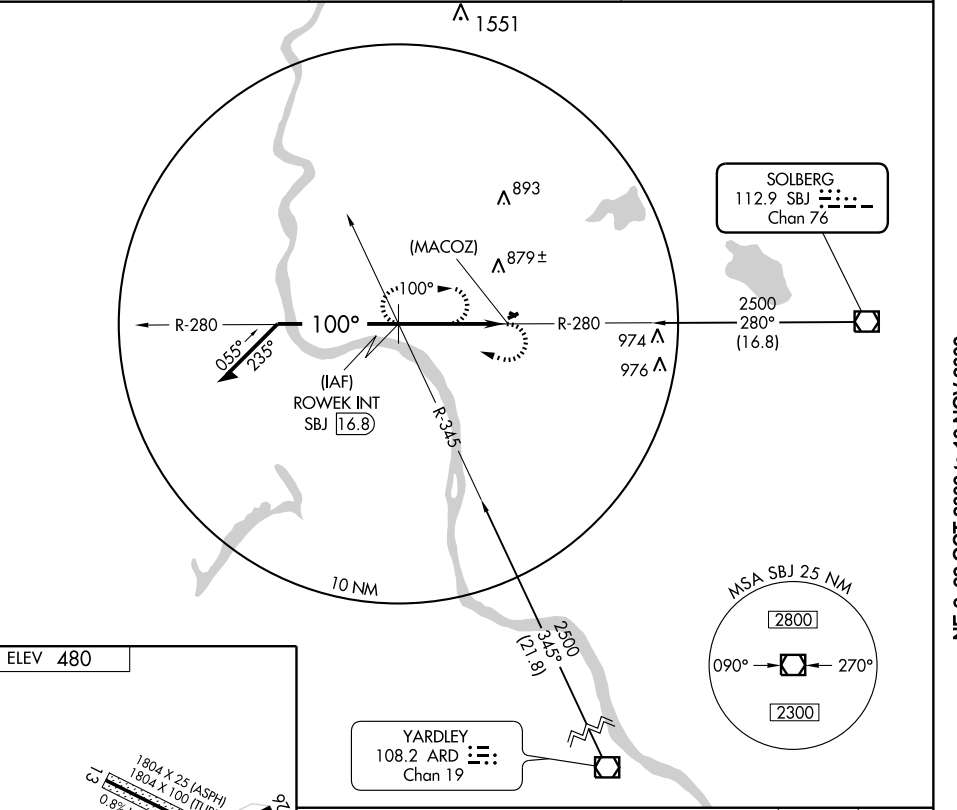 1551
893
SOLBERG
112.9 SBJ
Chan 76
(MACOZ)
879±
100°
R-280
100°
R-280
2500
280°
(16.8)
974
976
055°
235°
(IAF)
ROWEK INT
SBJ 16.8
R-345
10 NM
MSA SBJ 25 NM
2800
090°
270°
2300
2500
345°
(21.8)
ELEV 480
YARDLEY
108.2 ARD
Chan 19
1804 X 25 (ASPH)
1804 X 100 (TURF)
13